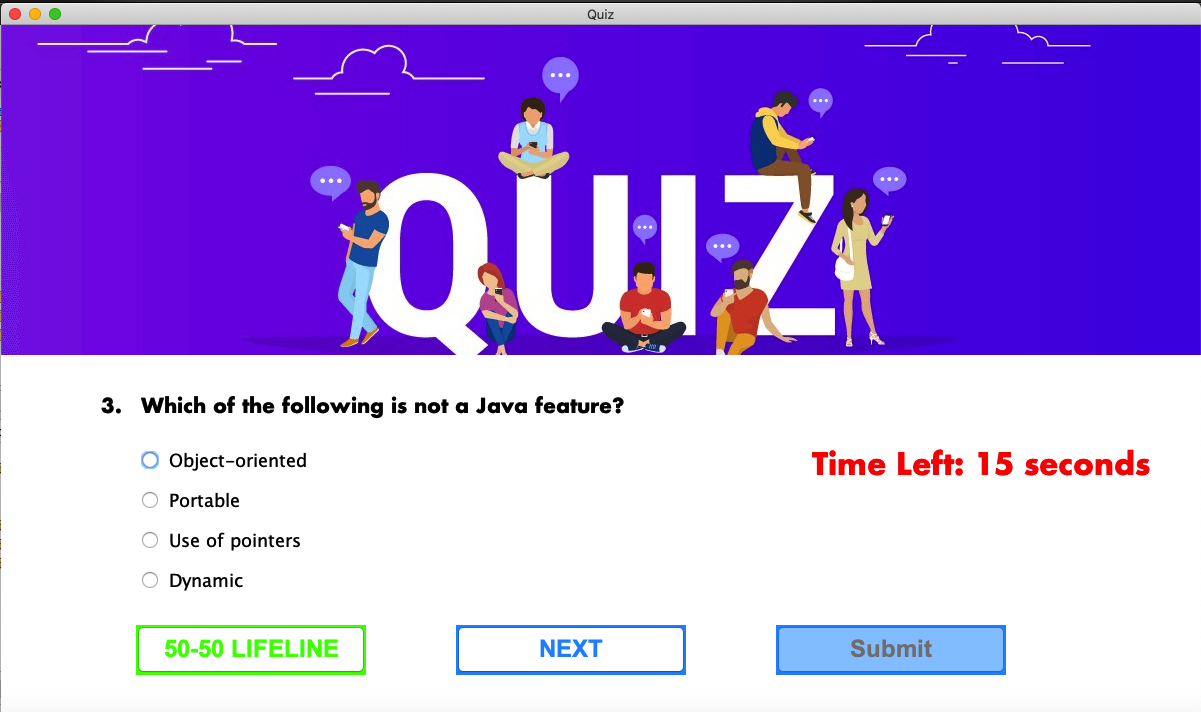 Quiz
QUIZ
3. Which of the following is not a Java feature?
Object-oriented
Time Left: 15 seconds
Portable
Use of pointers
Dynamic
50-50 LIFELINE
NEXT
Submit